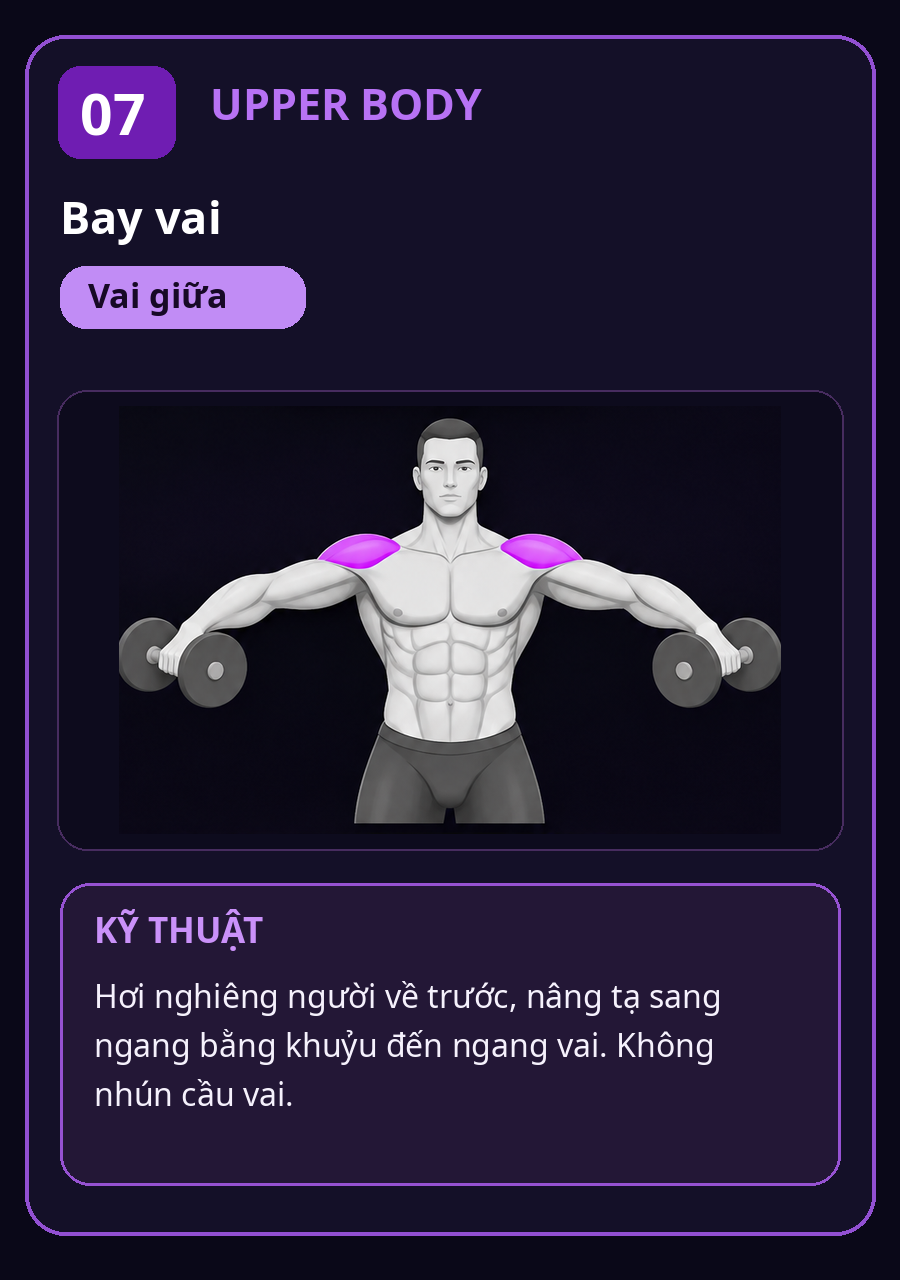 07
UPPER BODY
Bay vai
Vai giữa
KỸ THUẬT
Hơi nghiêng người về trước, nâng tạ sang
ngang bằng khuỷu đến ngang vai. Không
nhún cầu vai.